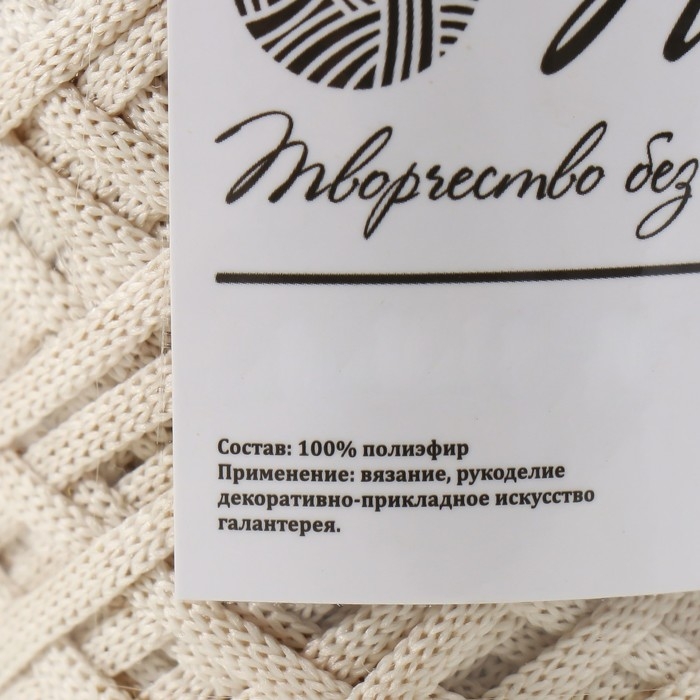 Творчество без
Состав: 100% полиэфир
Применение: вязание, рукоделие
декоративно-прикладное искусство
галантерея.